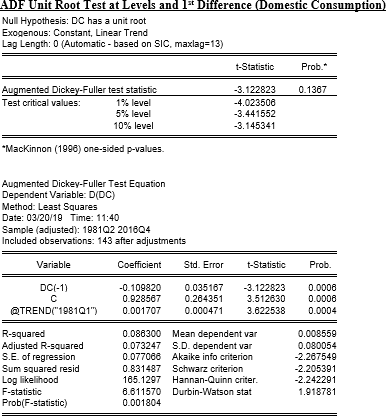 ADF Unit Root Test at Levels and 1st Difference (Domestic Consumption)
Null Hypothesis: DC has a unit root
Exogenous: Constant, Linear Trend
Lag Length: 0 (Automatic - based on SIC, maxlag=13)
t-Statistic Prob.*
Augmented Dickey-Fuller test statistic -3.122823 0.1367
Test critical values: 1% level -4.023506
5% level -3.441552
10% level -3.145341
*MacKinnon (1996) one-sided p-values.
Augmented Dickey-Fuller Test Equation
Dependent Variable: D(DC)
Method: Least Squares
Date: 03/20/19 Time: 11:40
Sample (adjusted): 1981Q2 2016Q4
Included observations: 143 after adjustments
Variable Coefficient Std. Error t-Statistic Prob.
DC(-1) -0.109820 0.035167 -3.122823 0.0006
C 0.928567 0.264351 3.512630 0.0006
@TREND("1981Q1") 0.001707 0.000471 3.622538 0.0004
R-squared 0.086300 Mean dependent var 0.008559
Adjusted R-squared 0.073247 S.D. dependent var 0.080054
S.E. of regression 0.077066 Akaike info criterion -2.267549
Sum squared resid 0.831487 Schwarz criterion -2.205391
Log likelihood 165.1297 Hannan-Quinn criter. -2.242291
F-statistic 6.611570 Durbin-Watson stat 1.918781
Prob(F-statistic) 0.001804